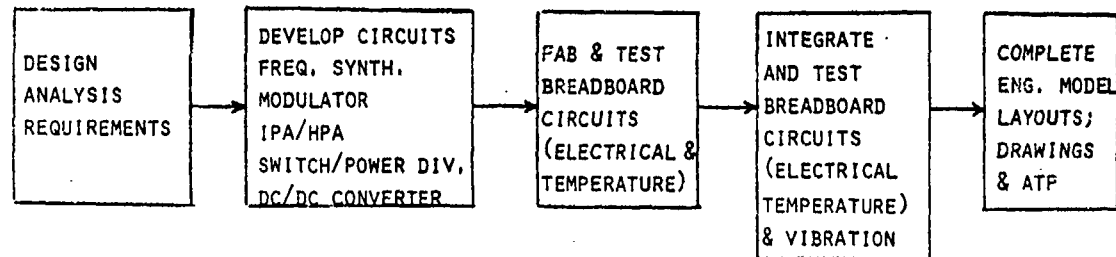 DESIGN
ANALYSIS
REQUIREMENTS
DEVELOP CIRCUITS
FREQ. SYNTH.
MODULATOR
IPA/HPA
SWITCH/POWER DIV.
DC/DC CONVERTER
FAB & TEST
BREADBOARD
CIRCUITS
(ELECTRICAL &
TEMPERATURE)
INTEGRATE
AND TEST
BREADBOARD
CIRCUITS
(ELECTRICAL
TEMPERATURE)
& VIBRATION
COMPLETE
ENG. MODEL
LAYOUTS;
DRAWINGS
& ATP